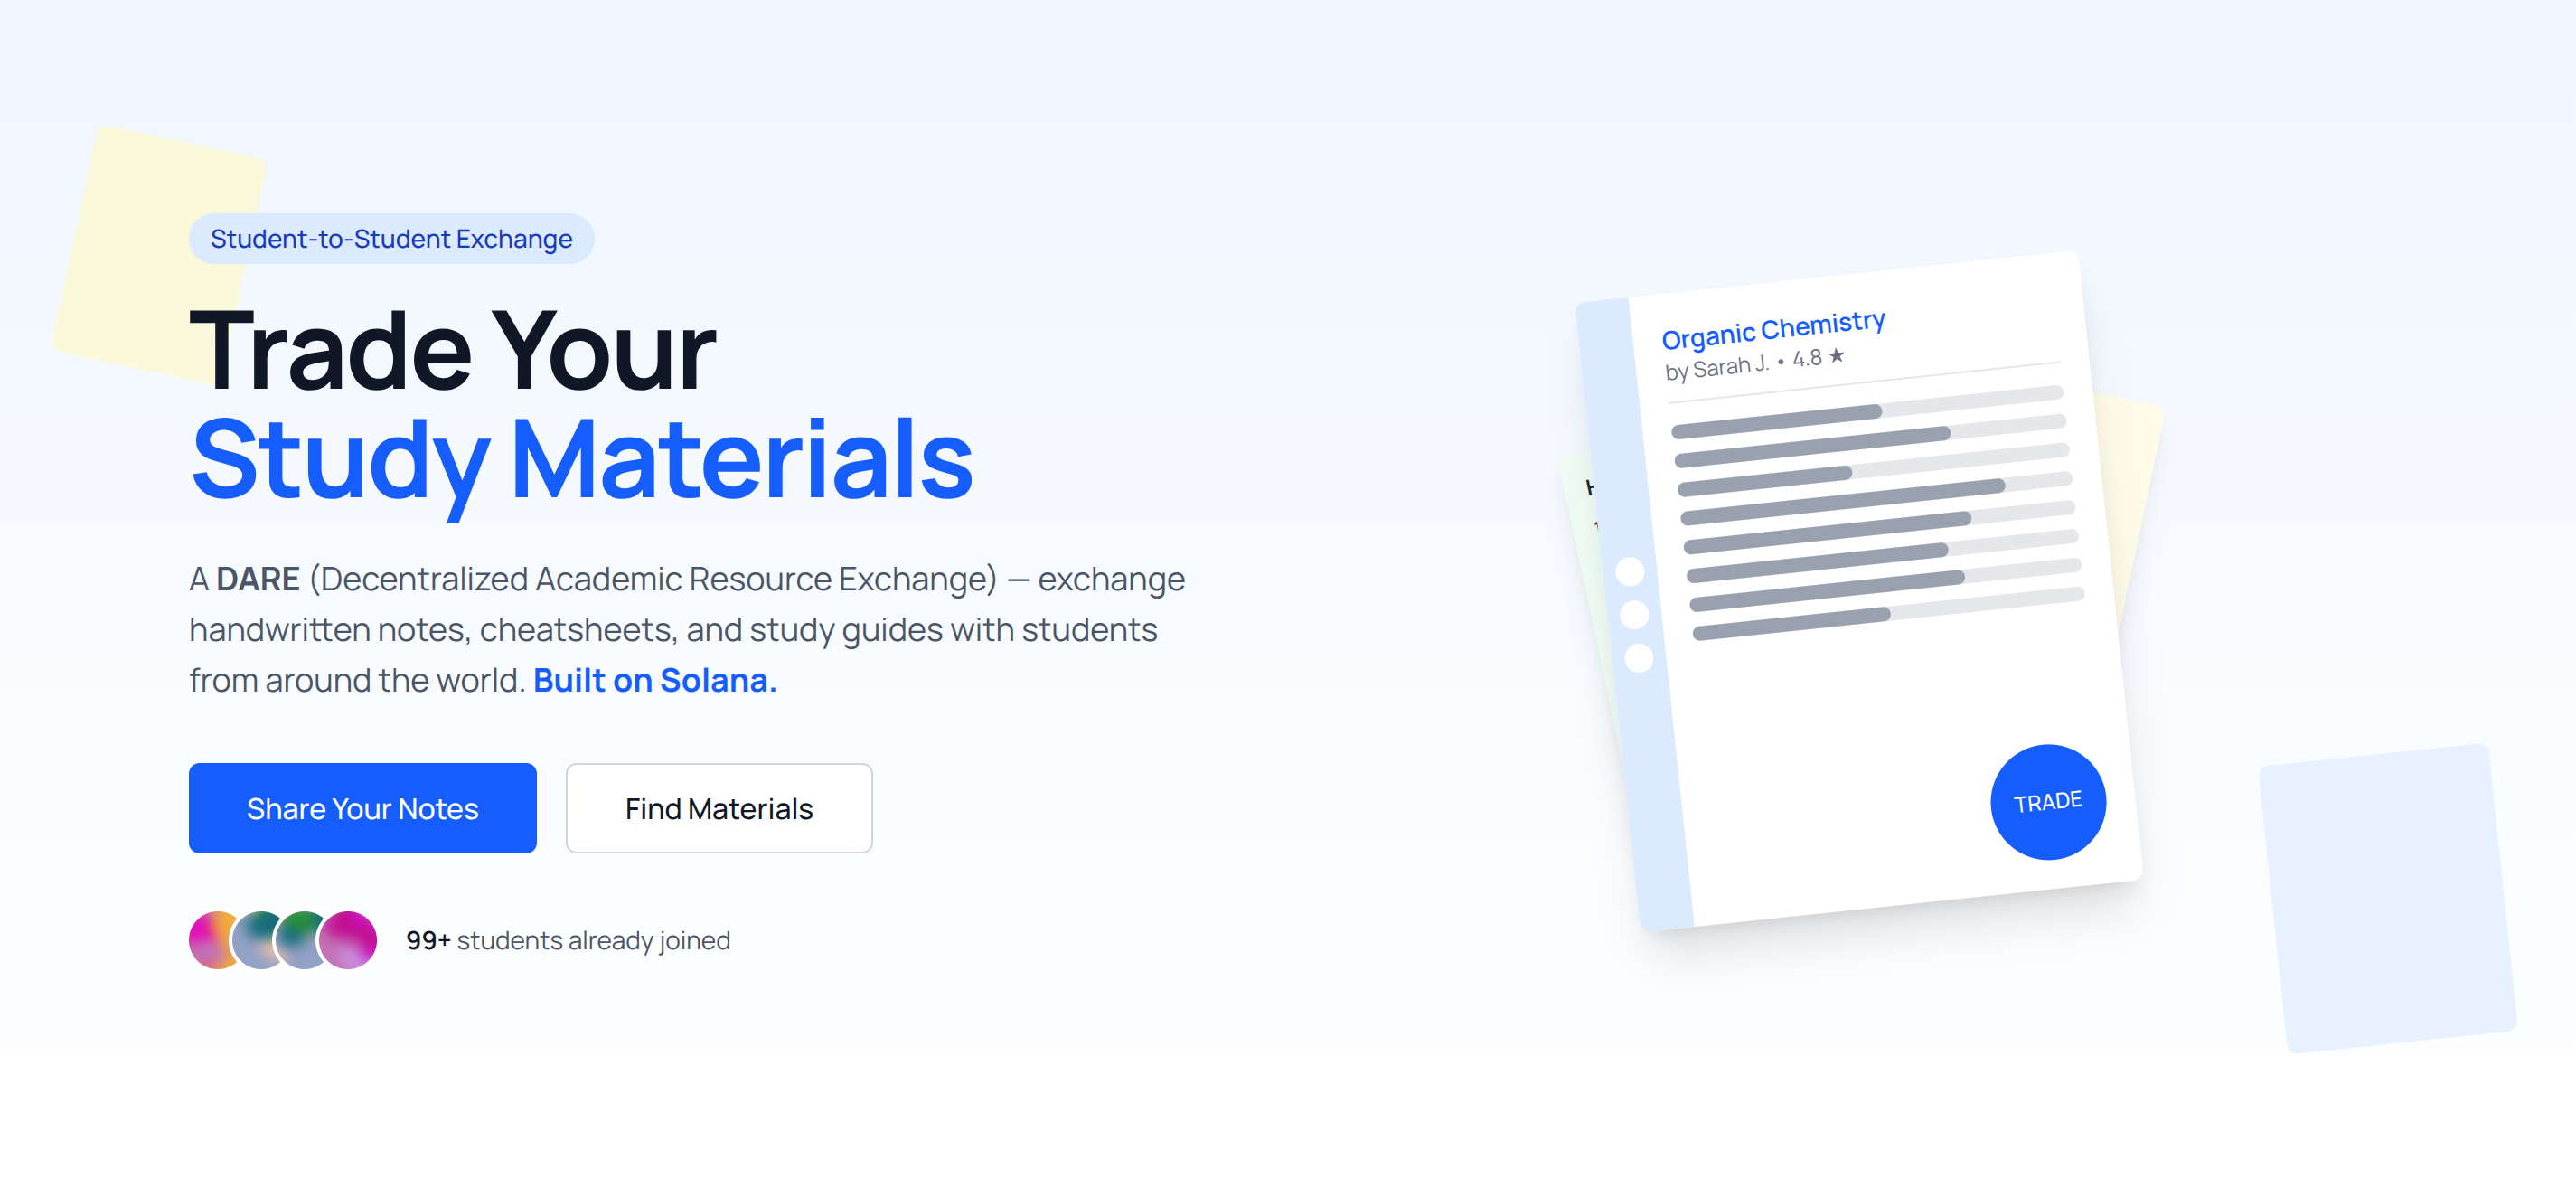 Student-to-Student Exchange
Trade Your
Study Materials
A DARE (Decentralized Academic Resource Exchange) — exchange
handwritten notes, cheatsheets, and study guides with students
from around the world. Built on Solana.
Share Your Notes
Find Materials
99+ students already joined
Organic Chemistry
by Sarah J. • 4.8 ★
TRADE